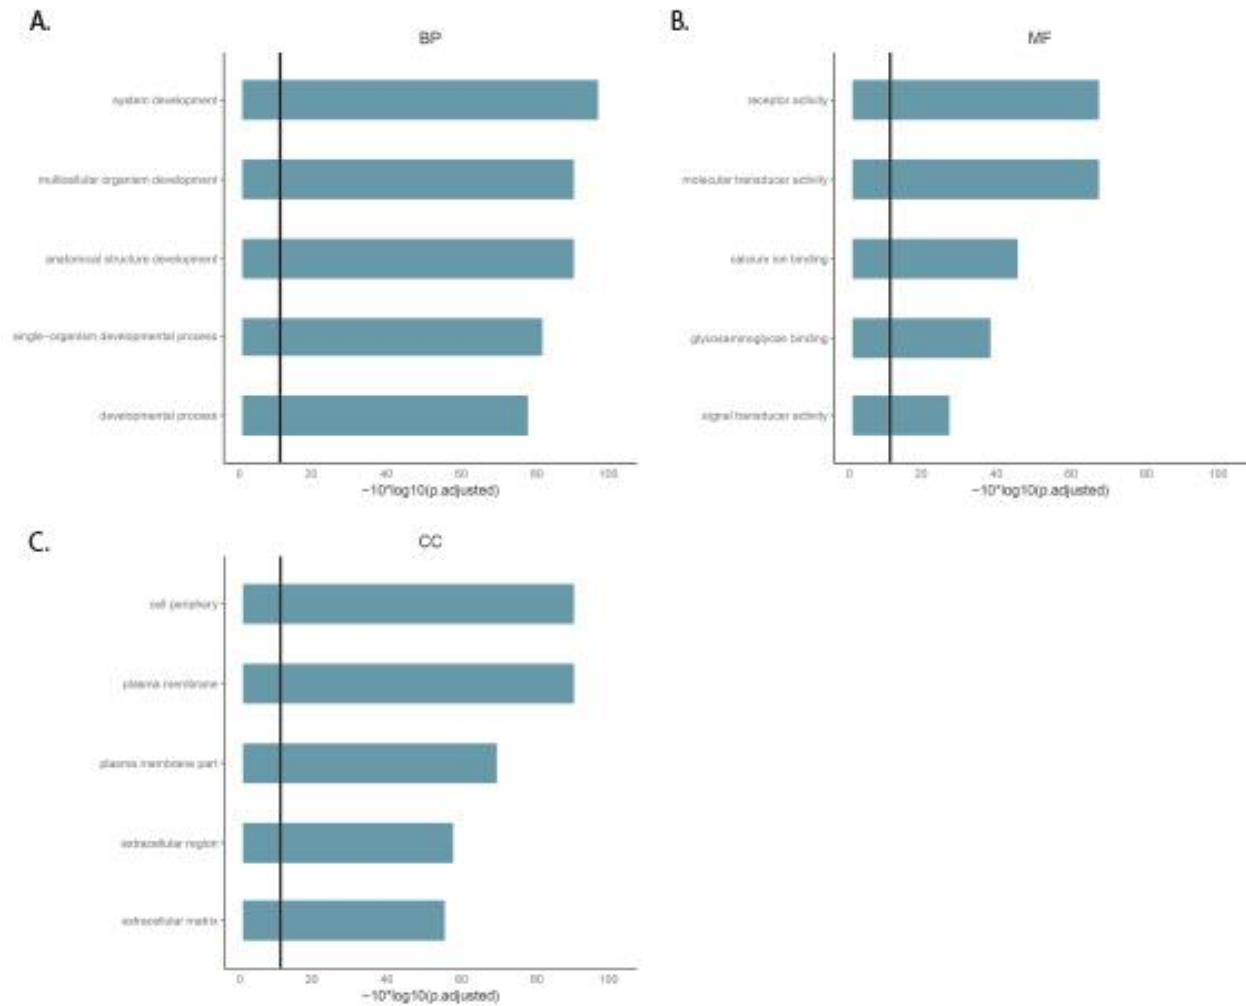 A.
BP
system development
multicellular organism development
anatomical structure development
single-organism developmental process
developmental process
0 20 40 60 80 100
-10*log10(p.adjusted)
B.
MF
receptor activity
molecular transducer activity
calcium ion binding
glycosaminoglycan binding
signal transducer activity
0 20 40 60 80 100
-10*log10(p.adjusted)
C.
CC
cell periphery
plasma membrane
plasma membrane part
extracellular region
extracellular matrix
0 20 40 60 80 100
-10*log10(p.adjusted)